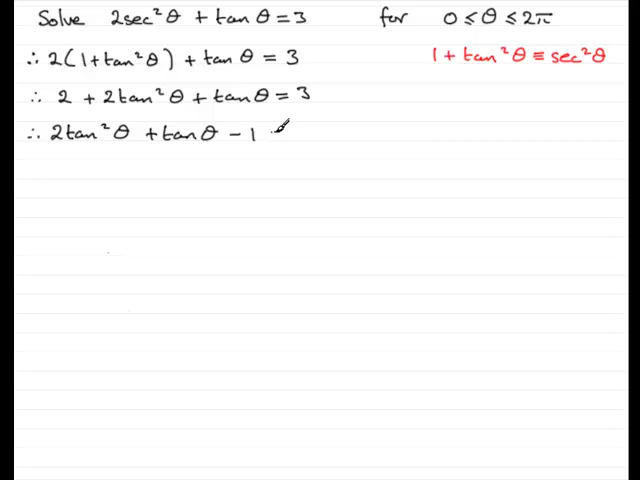 Solve 2sec²θ + tanθ = 3 for 0 ≤ θ ≤ 2π
∴ 2(1+tan²θ) + tanθ = 3 1 + tan²θ ≡ sec²θ
∴ 2 + 2tan²θ + tanθ = 3
∴ 2tan²θ + tanθ − 1